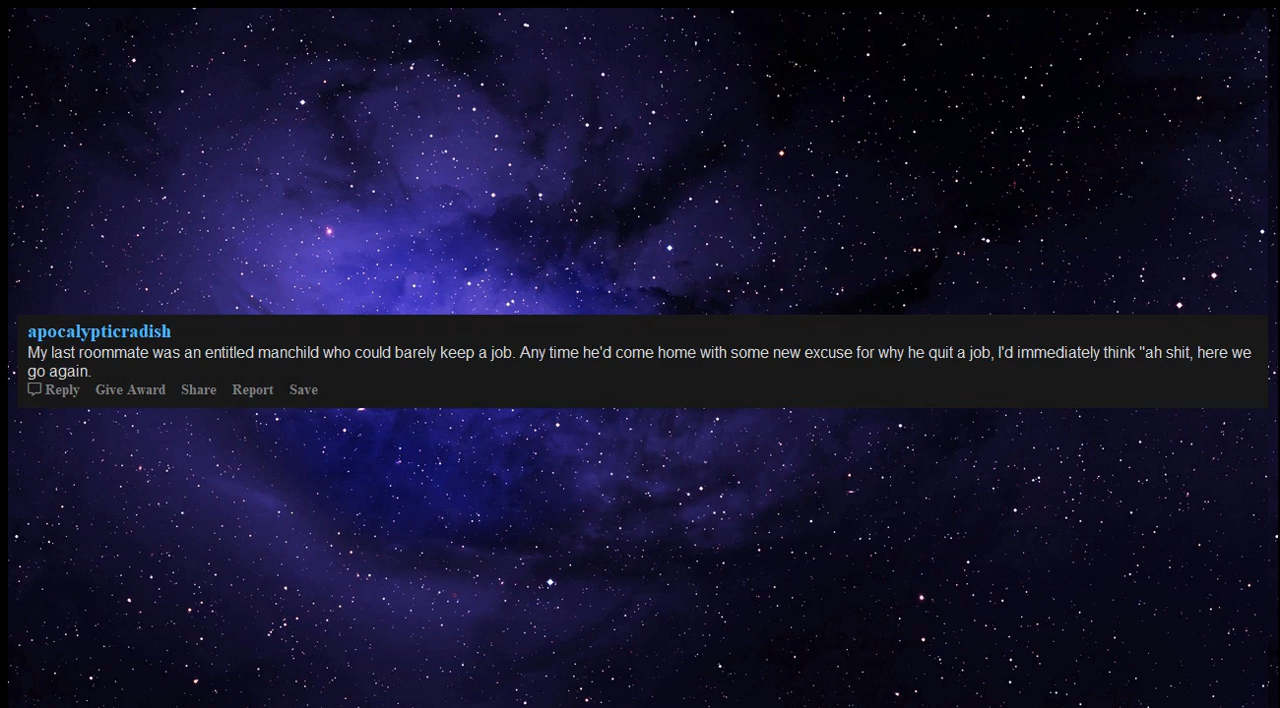 apocalypticradish
My last roommate was an entitled manchild who could barely keep a job. Any time he'd come home with some new excuse for why he quit a job, I'd immediately think "ah shit, here we
go again.
Reply Give Award Share Report Save